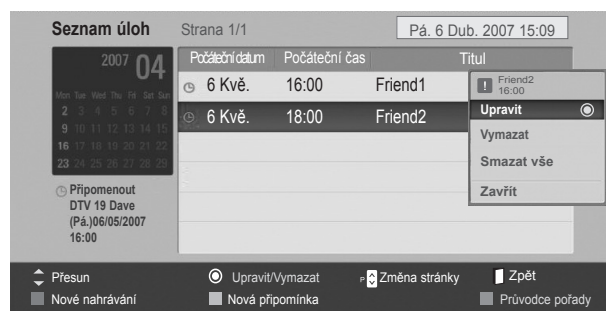 Seznam úloh
Strana 1/1
Pá. 6 Dub. 2007 15:09
2007 04
Mon Tue Wed Thu Fri Sat Sun
2 3 4 5 6 7 8
9 10 11 12 13 14 15
16 17 18 19 20 21 22
23 24 25 26 27 28 29
Připomenout
DTV 19 Dave
(Pá.)06/05/2007
16:00
Počáteční datum Počáteční čas Titul
6 Kvě. 16:00 Friend1
6 Kvě. 18:00 Friend2
Friend2
16:00
Upravit
Vymazat
Smazat vše
Zavřít
Přesun Upravit/Vymazat P Změna stránky Zpět
Nové nahrávání Nová připomínka Průvodce pořady